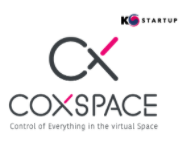 K STARTUP
COXSPACE
Control of Everything in the virtual Space